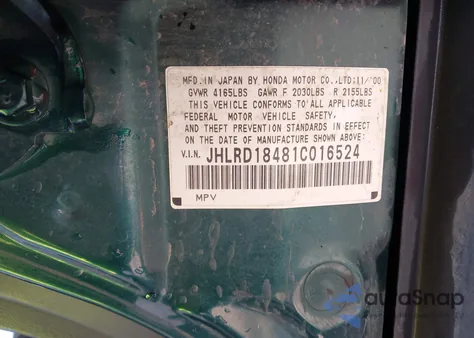 MFD.IN JAPAN BY HONDA MOTOR CO.,LTD:11/'00
GVWR 4165LBS GAWR F 2030LBS R 2155LBS
THIS VEHICLE CONFORMS TO ALL APPLICABLE
FEDERAL MOTOR VEHICLE SAFETY.
AND THEFT PREVENTION STANDARDS IN EFFECT
ON THE DATE OF MANUFACTURE SHOWN ABOVE:
V.I.N. JHLRD18481C016524
MPV
autoSnap